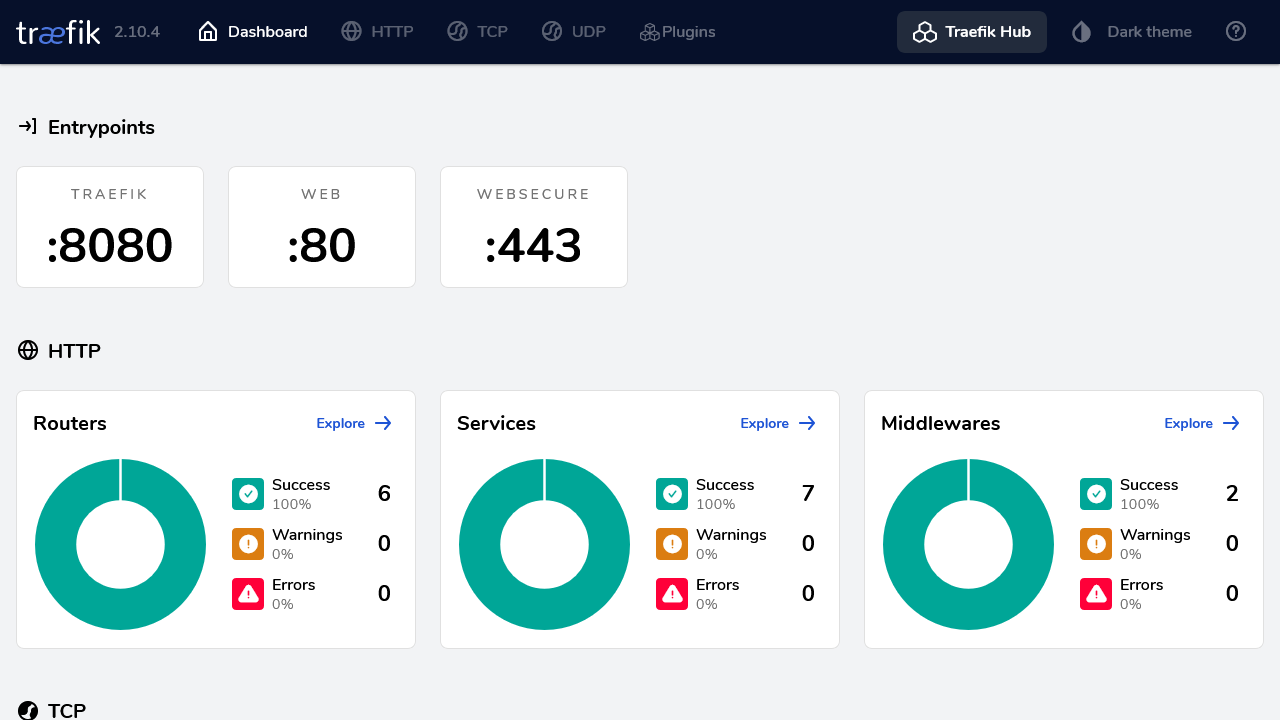 træfik 2.10.4 Dashboard HTTP TCP UDP Plugins Traefik Hub Dark theme
Entrypoints
TRAEFIK
:8080
WEB
:80
WEBSECURE
:443
HTTP
Routers Explore
Success 6
100%
Warnings 0
0%
Errors 0
0%
Services Explore
Success 7
100%
Warnings 0
0%
Errors 0
0%
Middlewares Explore
Success 2
100%
Warnings 0
0%
Errors 0
0%
TCP